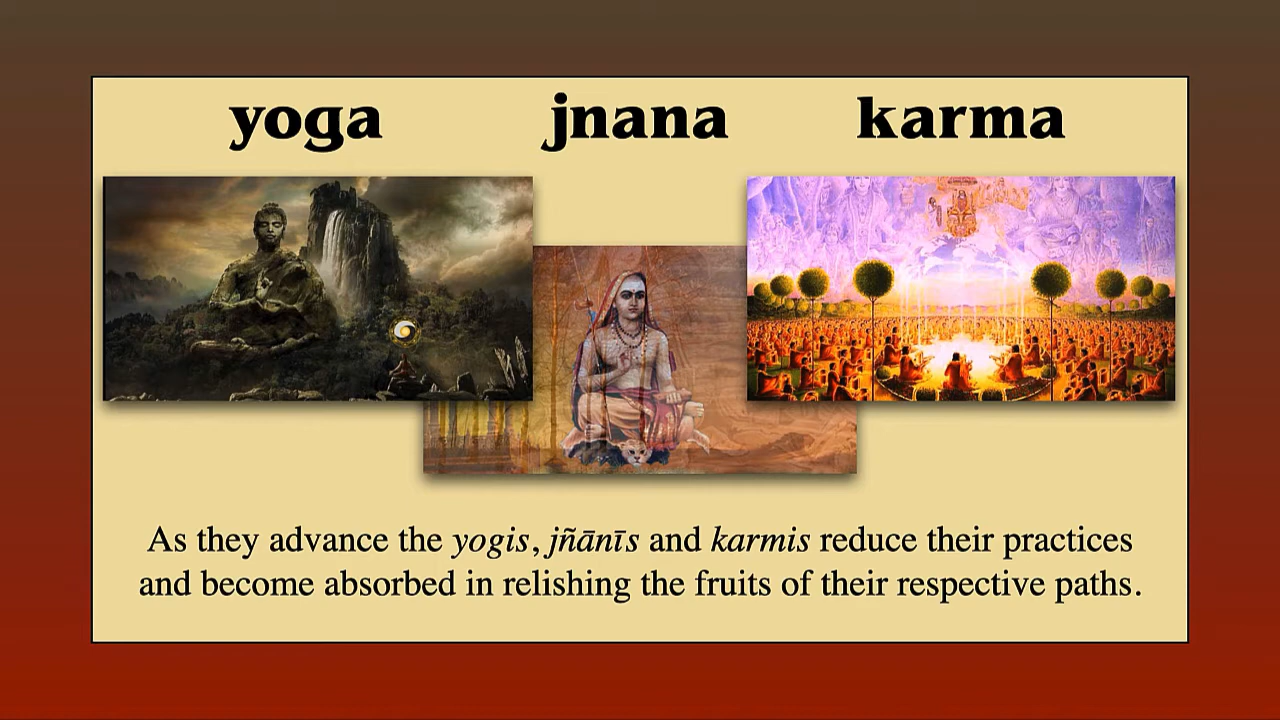 yoga jnana karma
As they advance the yogis, jñānīs and karmis reduce their practices
and become absorbed in relishing the fruits of their respective paths.